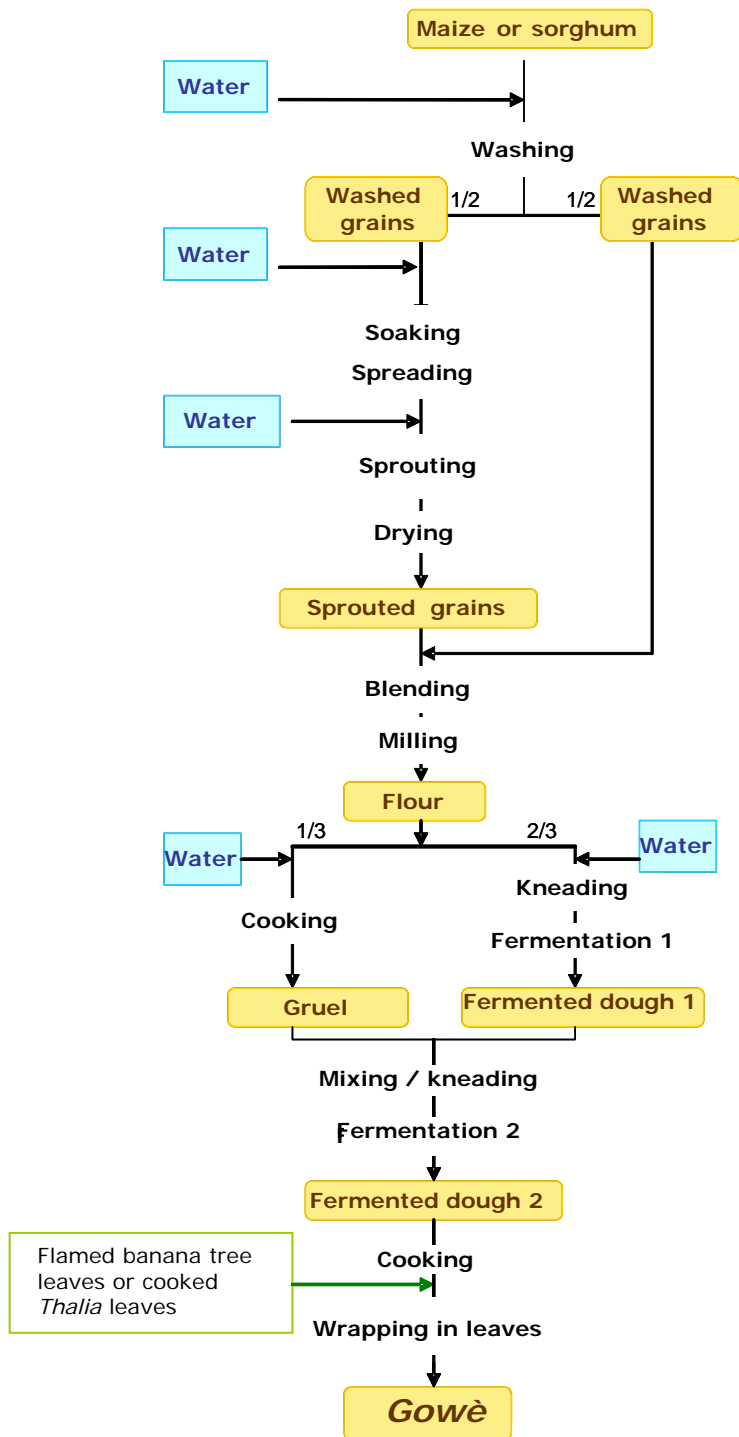 Maize or sorghum
Water
Washing
Washed
grains
1/2
1/2
Washed
grains
Water
Soaking
Spreading
Water
Sprouting
Drying
Sprouted grains
Blending
Milling
Flour
1/3
2/3
Water
Water
Kneading
Cooking
Fermentation 1
Gruel
Fermented dough 1
Mixing / kneading
Fermentation 2
Fermented dough 2
Cooking
Flamed banana tree
leaves or cooked
Thalia leaves
Wrapping in leaves
Gowè